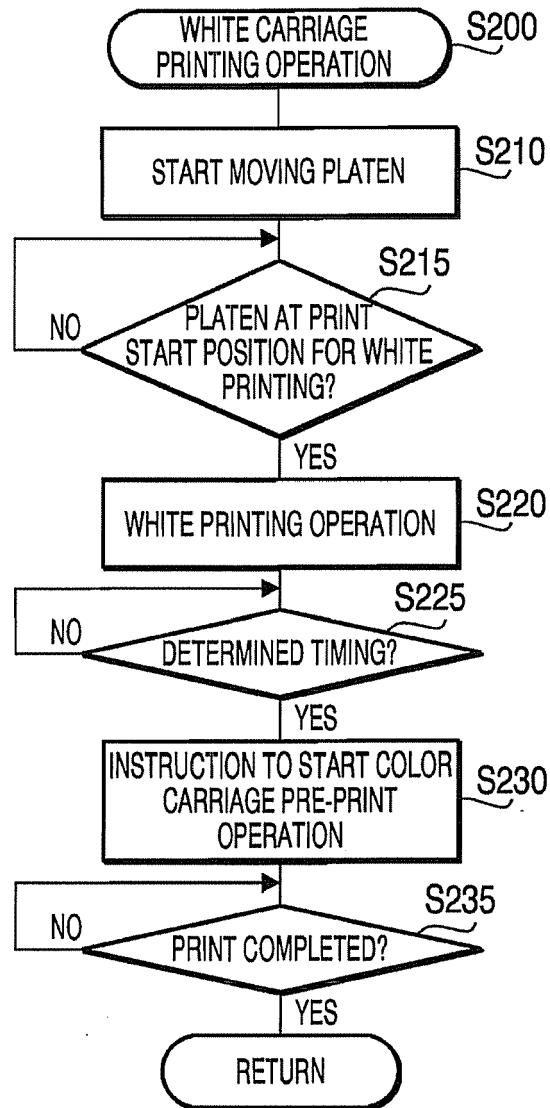 WHITE CARRIAGE
PRINTING OPERATION
S200
START MOVING PLATEN
S210
S215
PLATEN AT PRINT
START POSITION FOR WHITE
PRINTING?
NO
YES
WHITE PRINTING OPERATION
S220
S225
NO
DETERMINED TIMING?
YES
INSTRUCTION TO START COLOR
CARRIAGE PRE-PRINT
OPERATION
S230
S235
NO
PRINT COMPLETED?
YES
RETURN